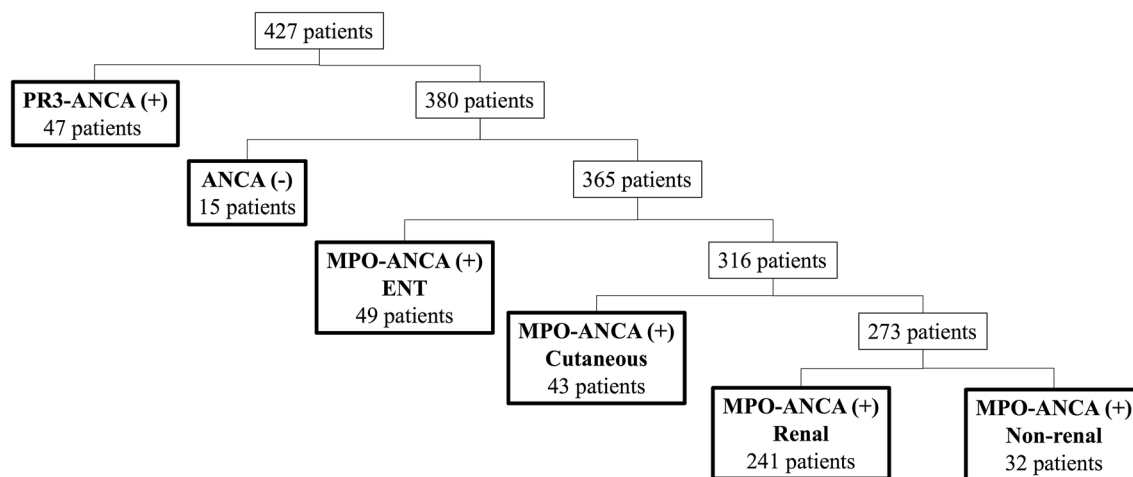 427 patients
PR3-ANCA (+)
47 patients
380 patients
ANCA (-)
15 patients
365 patients
MPO-ANCA (+)
ENT
49 patients
316 patients
MPO-ANCA (+)
Cutaneous
43 patients
273 patients
MPO-ANCA (+)
Renal
241 patients
MPO-ANCA (+)
Non-renal
32 patients